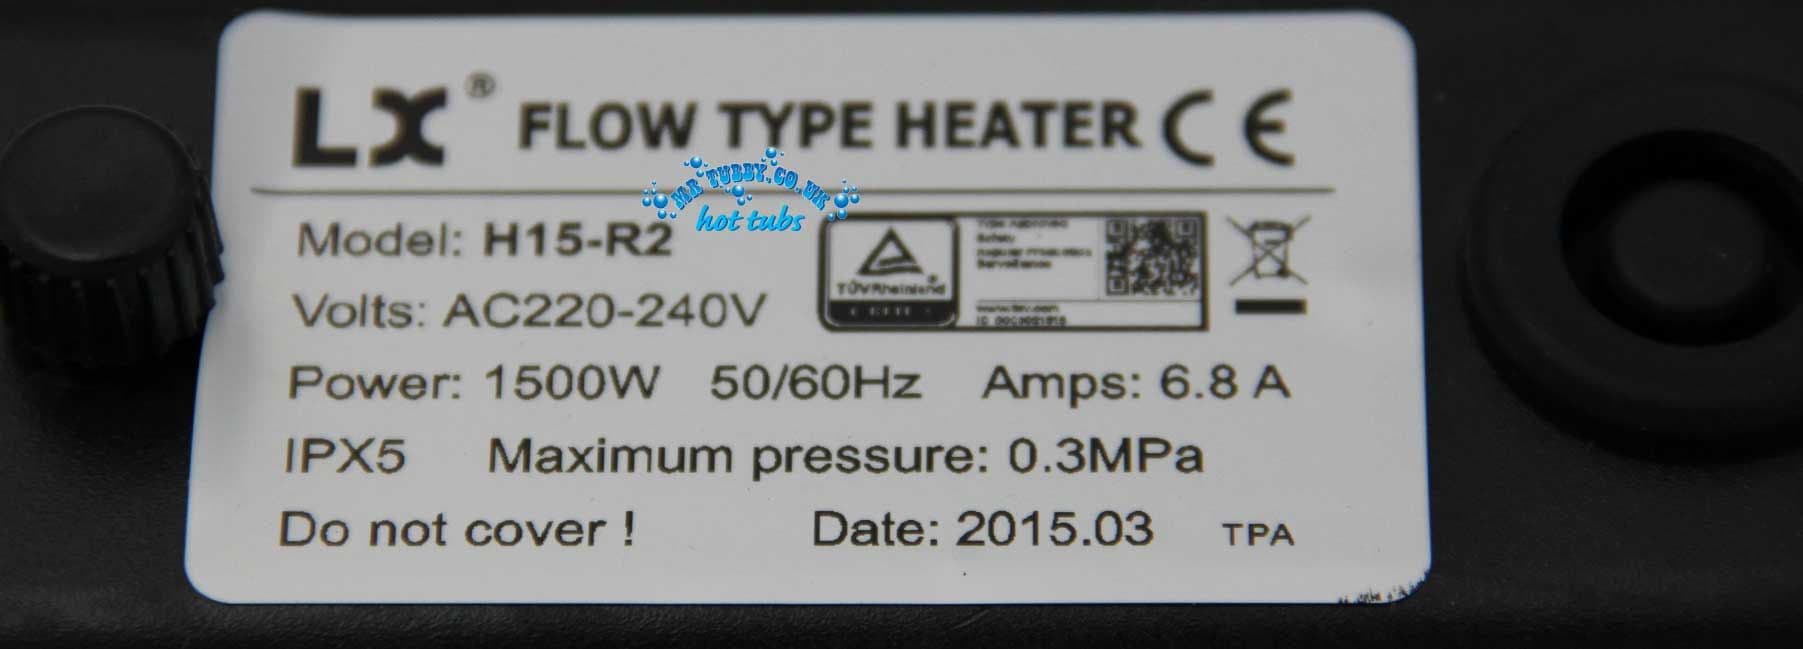 LX® FLOW TYPE HEATER CE
MR TUBBY.CO.UK
hot tubs
Model: H15-R2
Volts: AC220-240V
TÜVRheinland
Power: 1500W 50/60Hz Amps: 6.8 A
IPX5 Maximum pressure: 0.3MPa
Do not cover !
Date: 2015.03 TPA